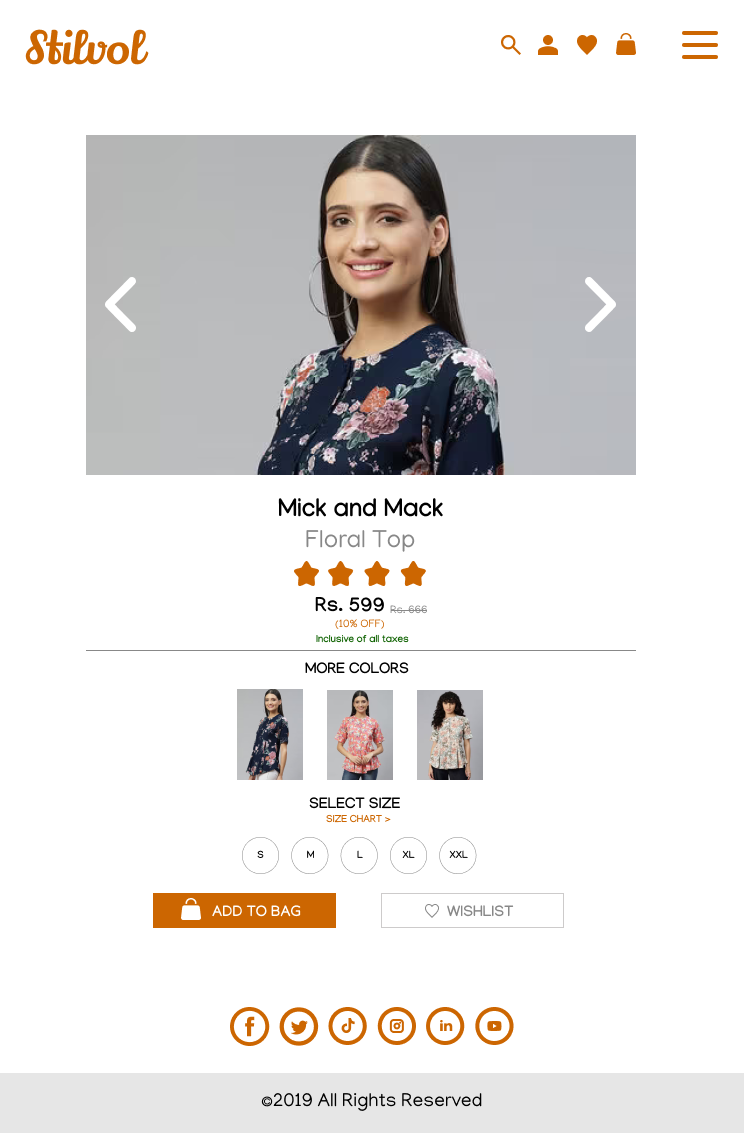 Stilvol
Mick and Mack
Floral Top
Rs. 599 Rs. 666
(10% OFF)
Inclusive of all taxes
MORE COLORS
SELECT SIZE
SIZE CHART >
S M L XL XXL
ADD TO BAG WISHLIST
©2019 All Rights Reserved